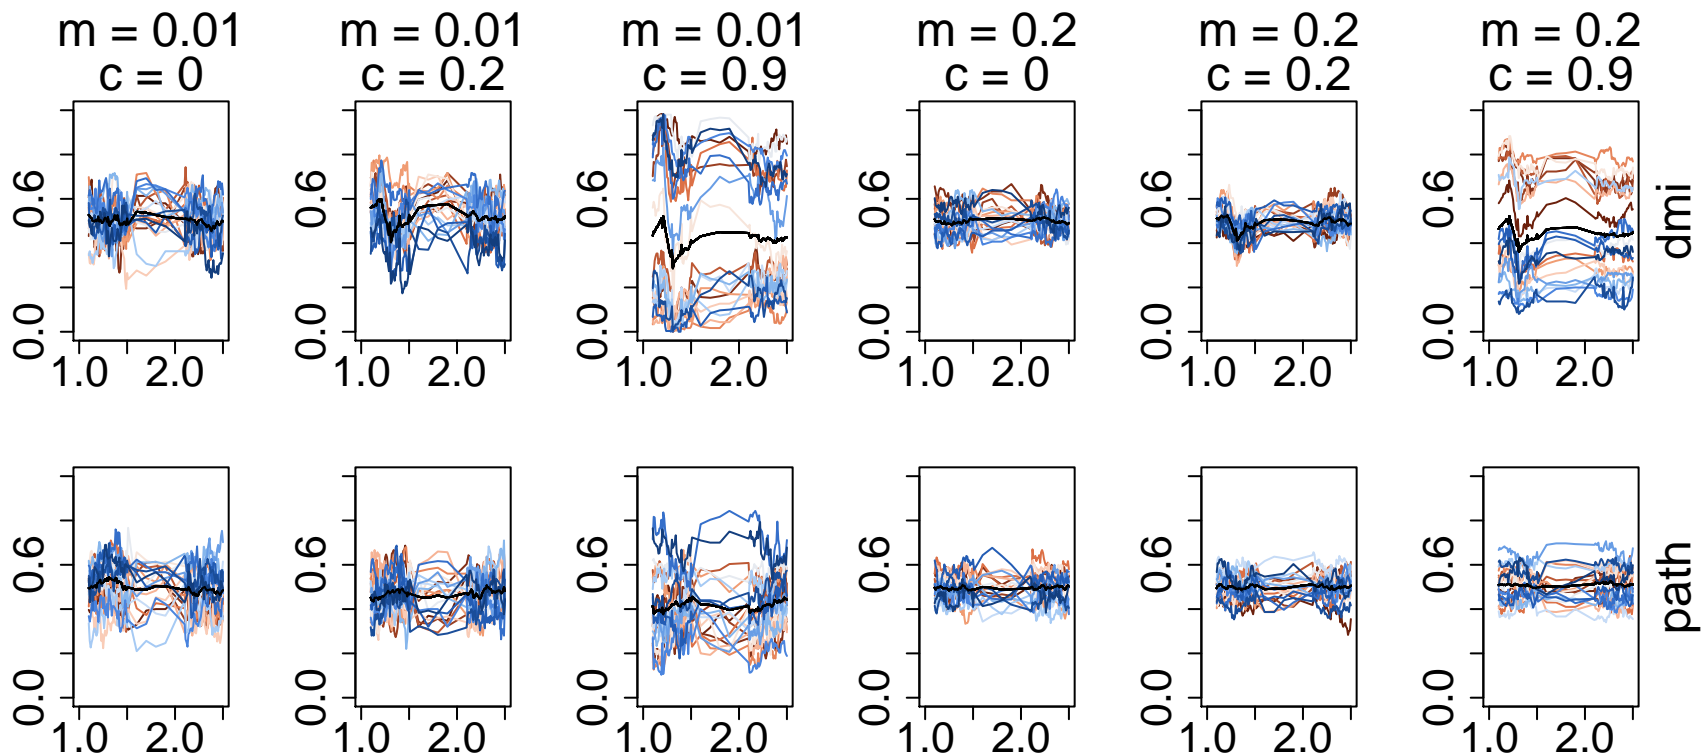 m = 0.01 m = 0.01 m = 0.01 m = 0.2 m = 0.2 m = 0.2
c = 0 c = 0.2 c = 0.9 c = 0 c = 0.2 c = 0.9
0.6 0.6 0.6 0.6 0.6 0.6 dmi
0.0 0.0 0.0 0.0 0.0 0.0
1.0 2.0 1.0 2.0 1.0 2.0 1.0 2.0 1.0 2.0 1.0 2.0
0.6 0.6 0.6 0.6 0.6 0.6 path
0.0 0.0 0.0 0.0 0.0 0.0
1.0 2.0 1.0 2.0 1.0 2.0 1.0 2.0 1.0 2.0 1.0 2.0